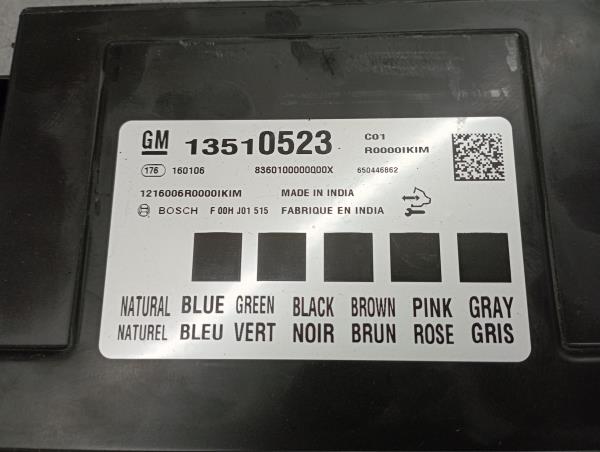 GM 13510523 C01
R00001KIM
176 160106 8360100000000X 650446862
1216006R00001KIM MADE IN INDIA
BOSCH F 00H J01 515 FABRIQUE EN INDIA
NATURAL BLUE GREEN BLACK BROWN PINK GRAY
NATUREL BLEU VERT NOIR BRUN ROSE GRIS